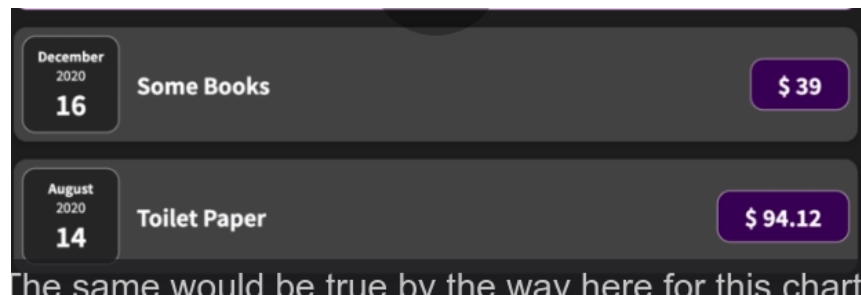 December
2020
16
Some Books
$ 39
August
2020
14
Toilet Paper
$ 94.12
The same would be true by the way here for this chart